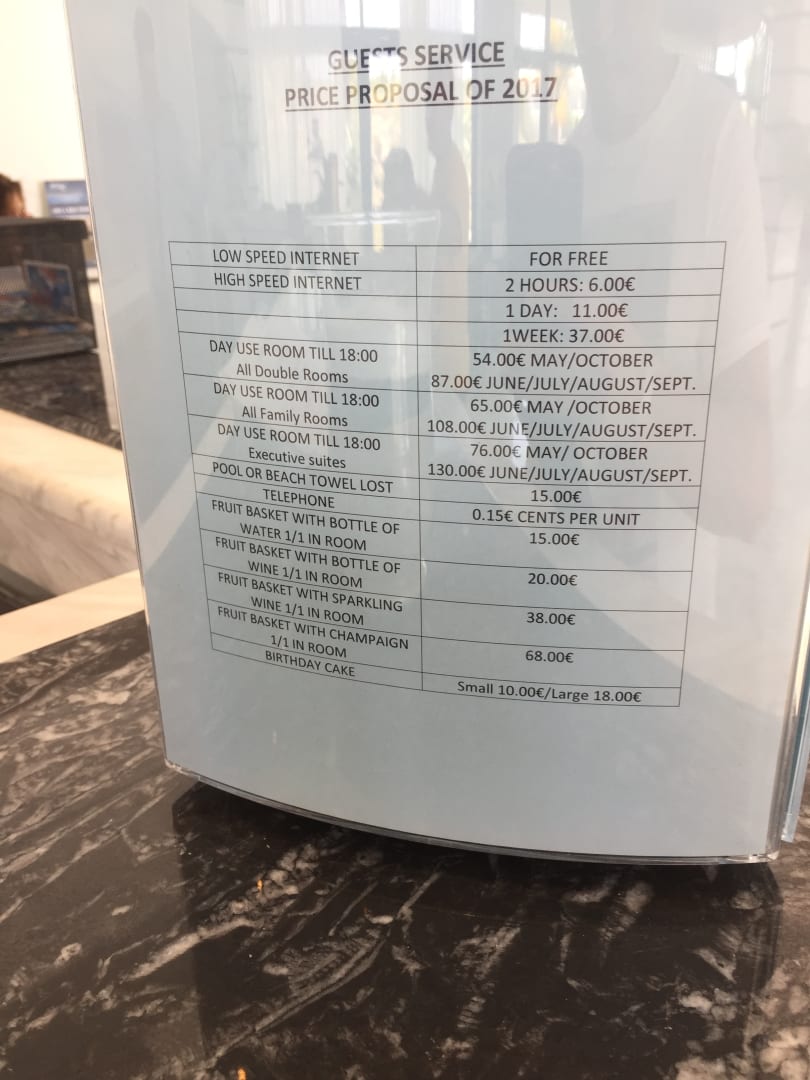 GUESTS SERVICE
PRICE PROPOSAL OF 2017
LOW SPEED INTERNET FOR FREE
HIGH SPEED INTERNET 2 HOURS: 6.00€
1 DAY: 11.00€
1WEEK: 37.00€
DAY USE ROOM TILL 18:00 54.00€ MAY/OCTOBER
All Double Rooms 87.00€ JUNE/JULY/AUGUST/SEPT.
DAY USE ROOM TILL 18:00 65.00€ MAY /OCTOBER
All Family Rooms 108.00€ JUNE/JULY/AUGUST/SEPT.
DAY USE ROOM TILL 18:00 76.00€ MAY/ OCTOBER
Executive suites 130.00€ JUNE/JULY/AUGUST/SEPT.
POOL OR BEACH TOWEL LOST 15.00€
TELEPHONE 0.15€ CENTS PER UNIT
FRUIT BASKET WITH BOTTLE OF 15.00€
WATER 1/1 IN ROOM
FRUIT BASKET WITH BOTTLE OF 20.00€
WINE 1/1 IN ROOM
FRUIT BASKET WITH SPARKLING 38.00€
WINE 1/1 IN ROOM
FRUIT BASKET WITH CHAMPAIGN 68.00€
1/1 IN ROOM
BIRTHDAY CAKE Small 10.00€/Large 18.00€